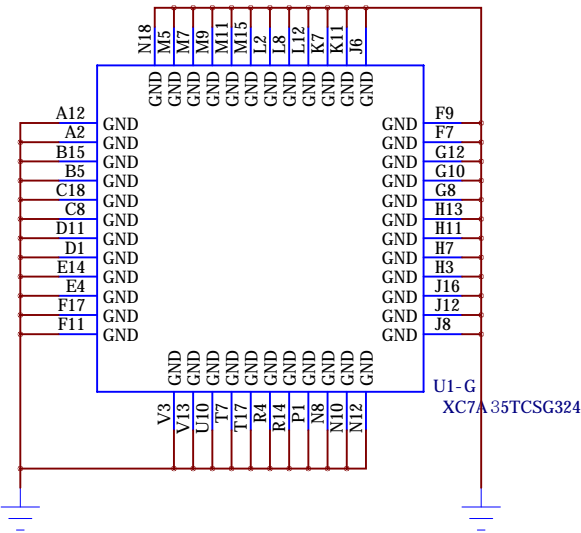 N18 M5 M7 M9 M11 M15 L2 L8 L12 K7 K11 J6
GND GND GND GND GND GND GND GND GND GND GND GND
A12 GND GND F9
A2 GND GND F7
B15 GND GND G12
B5 GND GND G10
C18 GND GND G8
C8 GND GND H13
D11 GND GND H11
D1 GND GND H7
E14 GND GND H3
E4 GND GND J16
F17 GND GND J12
F11 GND GND J8
GND GND GND GND GND GND GND GND GND GND GND
V3 V13 U10 T7 T17 R4 R14 P1 N8 N10 N12
U1-G
XC7A35TCSG324